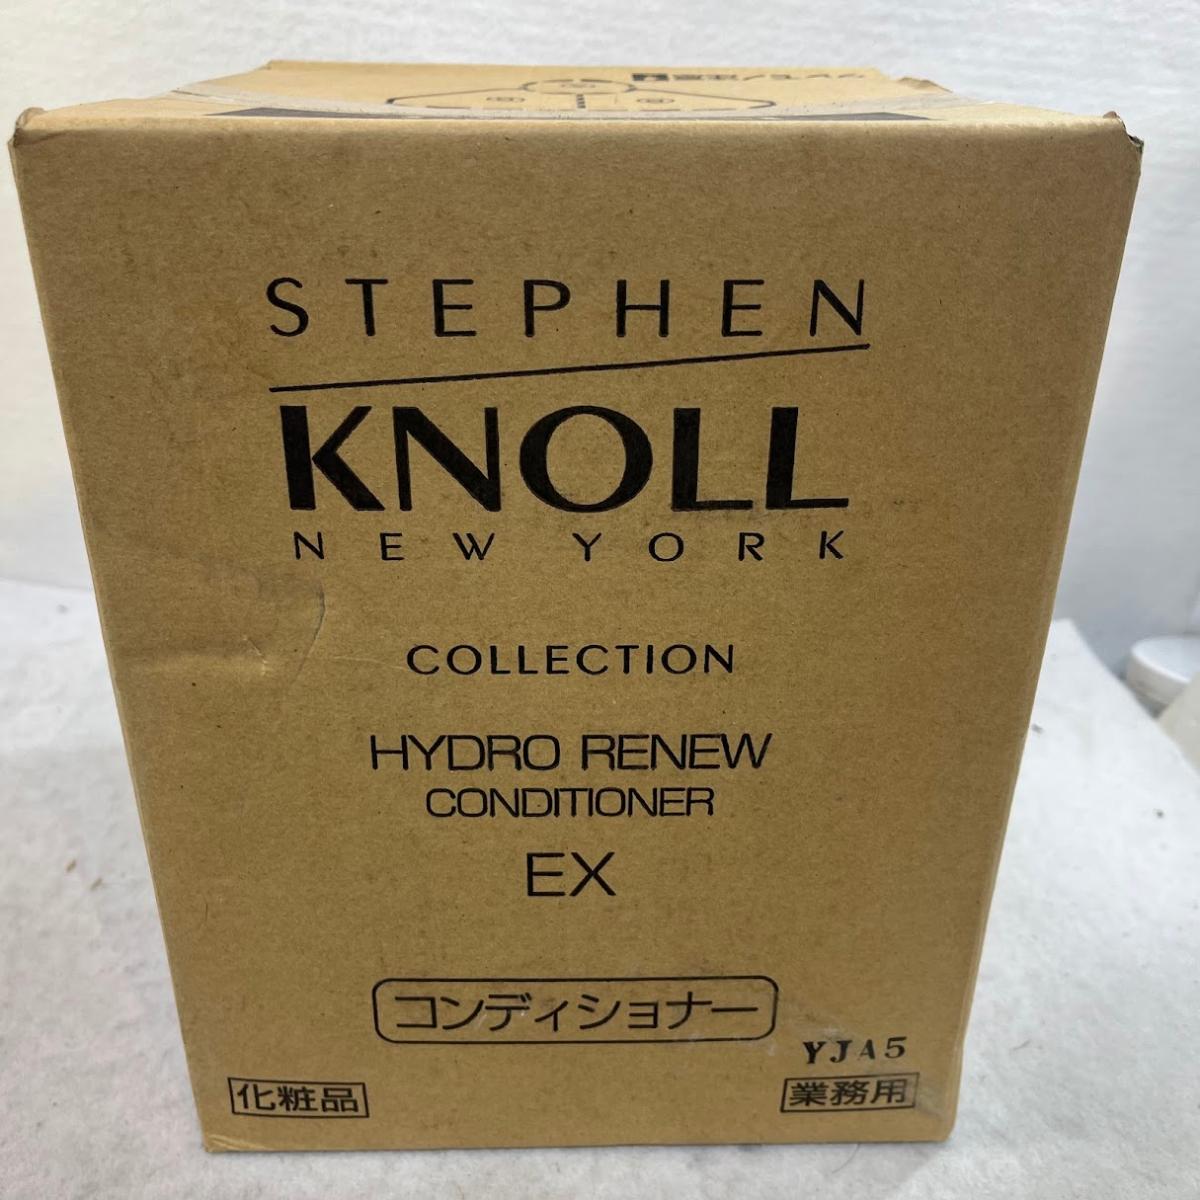 STEPHEN
KNOLL
NEW YORK
COLLECTION
HYDRO RENEW
CONDITIONER
EX
コンディショナー
YJA5
化粧品
業務用